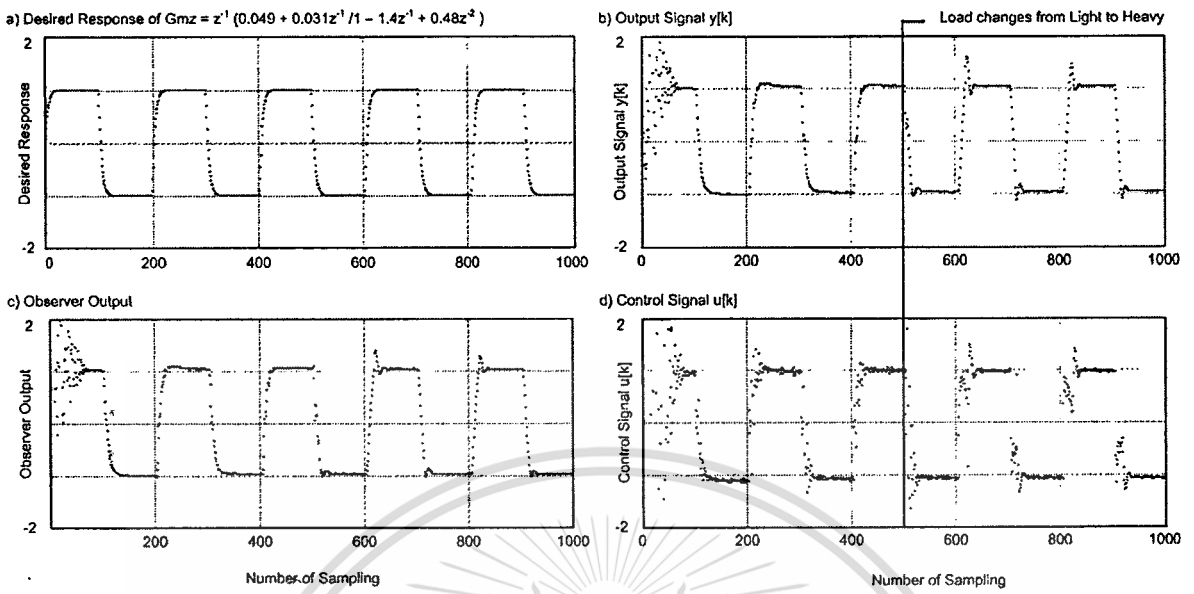 a) Desired Response of Gmz = z⁻¹ (0.049 + 0.031z⁻¹ /1 – 1.4z⁻¹ + 0.48z⁻² )
2
Desired Response
-2
0
200
400
600
800
1000
b) Output Signal y[k]
Load changes from Light to Heavy
2
Output Signal y[k]
-2
0
200
400
600
800
1000
c) Observer Output
2
Observer Output
-2
200
400
600
800
1000
Number of Sampling
d) Control Signal u[k]
2
Control Signal u[k]
-2
0
200
400
600
800
1000
Number of Sampling